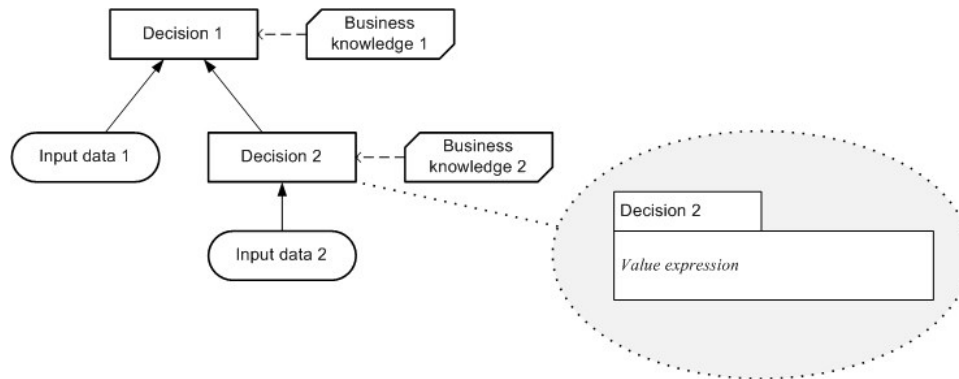 Decision 1
Business
knowledge 1
Input data 1
Decision 2
Business
knowledge 2
Input data 2
Decision 2
Value expression